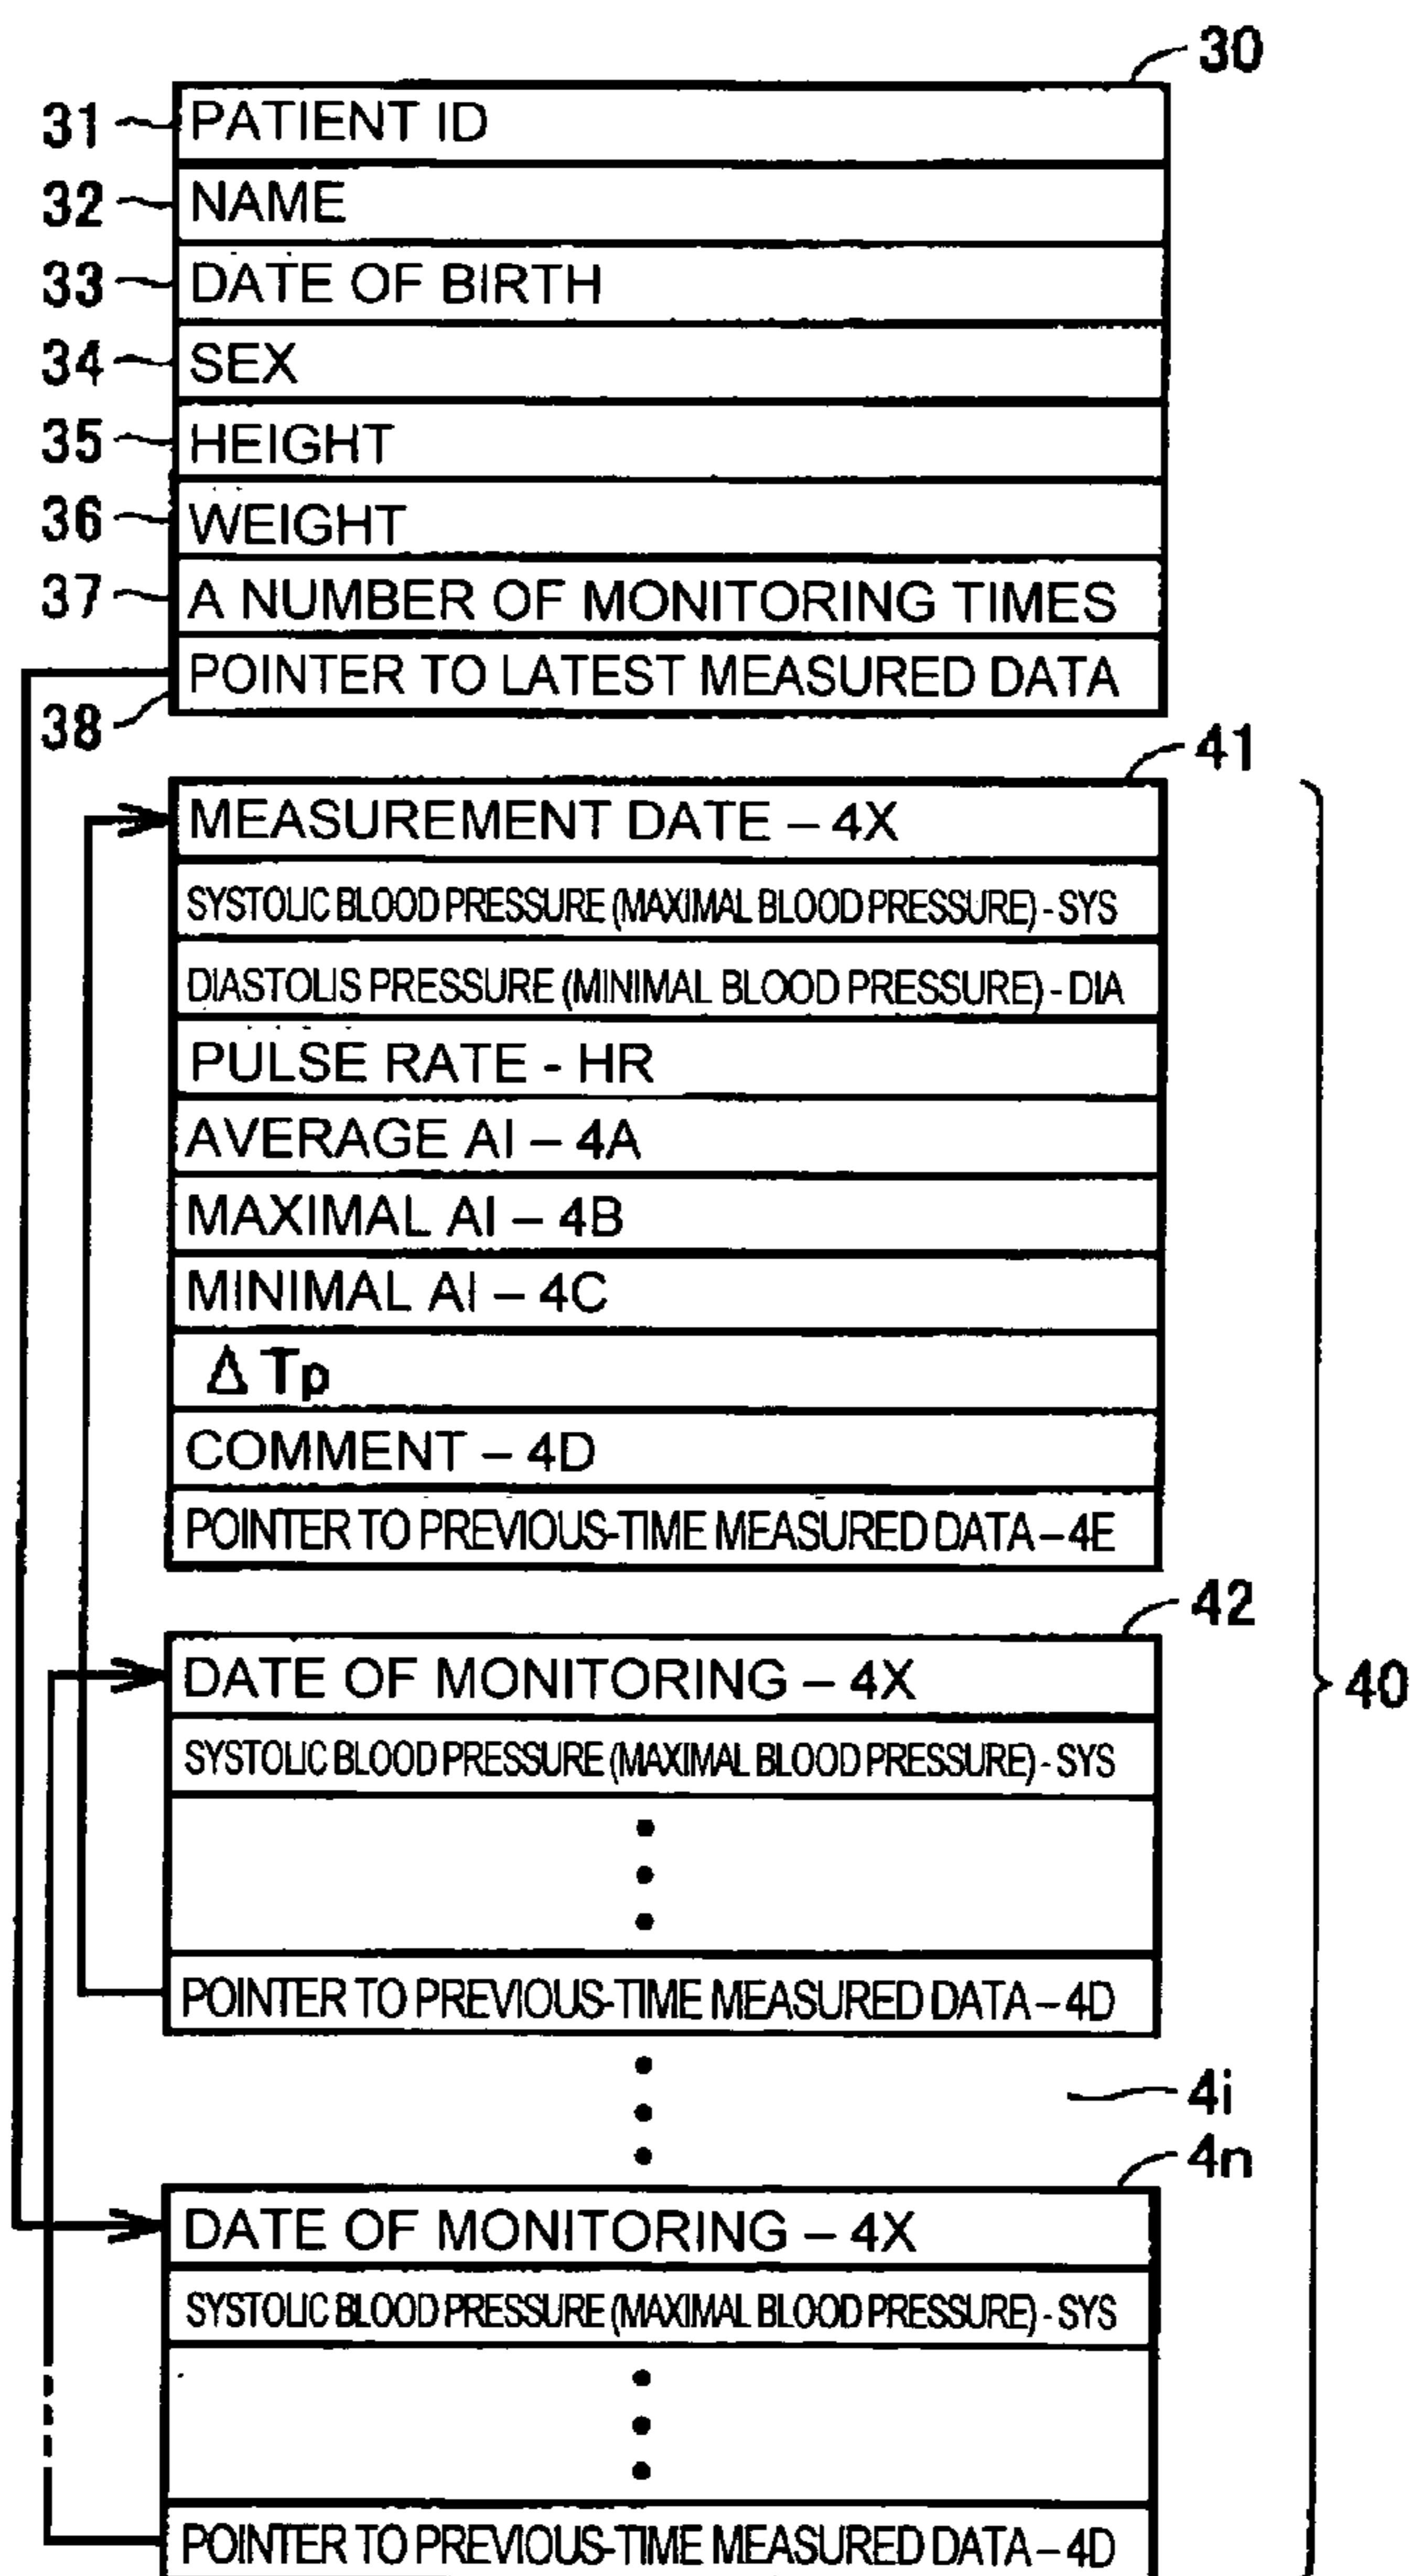 30
31 PATIENT ID
32 NAME
33 DATE OF BIRTH
34 SEX
35 HEIGHT
36 WEIGHT
37 A NUMBER OF MONITORING TIMES
38 POINTER TO LATEST MEASURED DATA
41
MEASUREMENT DATE – 4X
SYSTOLIC BLOOD PRESSURE (MAXIMAL BLOOD PRESSURE) - SYS
DIASTOLIS PRESSURE (MINIMAL BLOOD PRESSURE) - DIA
PULSE RATE - HR
AVERAGE AI – 4A
MAXIMAL AI – 4B
MINIMAL AI – 4C
Δ Tp
COMMENT – 4D
POINTER TO PREVIOUS-TIME MEASURED DATA – 4E
42
DATE OF MONITORING – 4X
40
SYSTOLIC BLOOD PRESSURE (MAXIMAL BLOOD PRESSURE) - SYS
POINTER TO PREVIOUS-TIME MEASURED DATA – 4D
4i
4n
DATE OF MONITORING – 4X
SYSTOLIC BLOOD PRESSURE (MAXIMAL BLOOD PRESSURE) - SYS
POINTER TO PREVIOUS-TIME MEASURED DATA – 4D